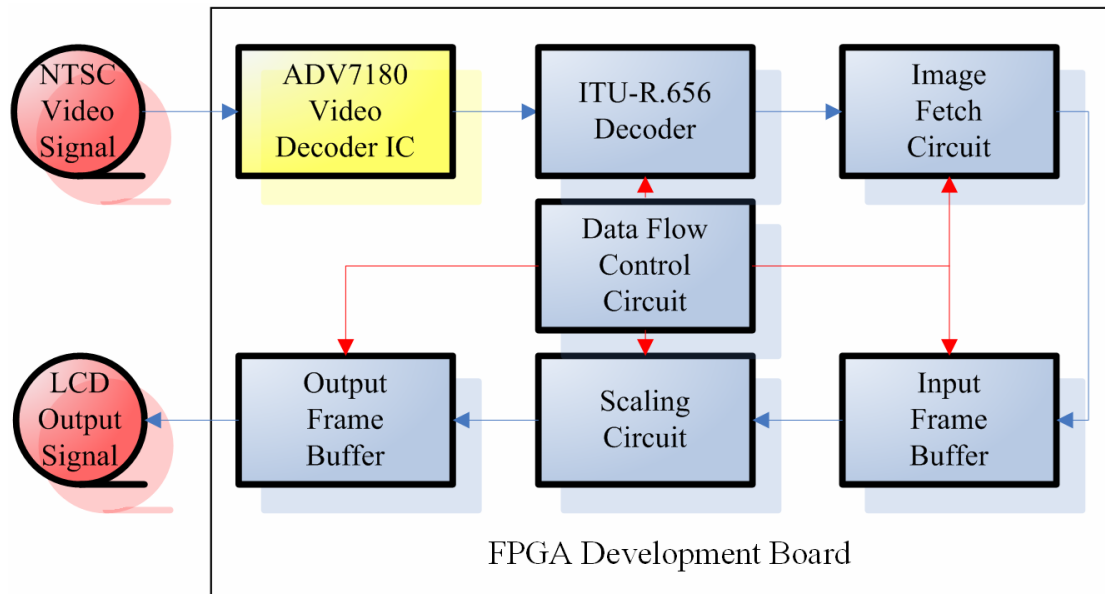 NTSC
Video
Signal
ADV7180
Video
Decoder IC
ITU-R.656
Decoder
Image
Fetch
Circuit
Data Flow
Control
Circuit
LCD
Output
Signal
Output
Frame
Buffer
Scaling
Circuit
Input
Frame
Buffer
FPGA Development Board